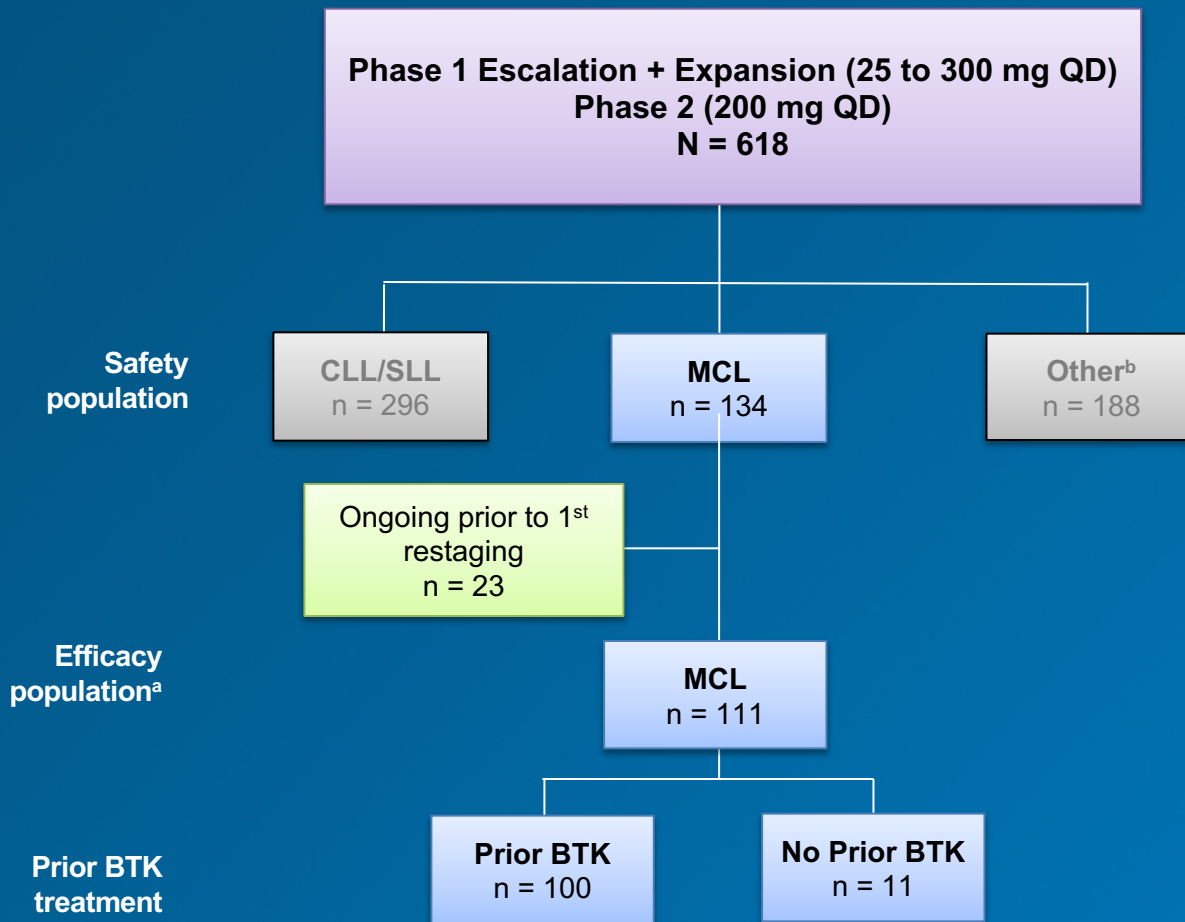 Phase 1 Escalation + Expansion (25 to 300 mg QD)
Phase 2 (200 mg QD)
N = 618
Safety
population
CLL/SLL
n = 296
MCL
n = 134
Otherᵇ
n = 188
Ongoing prior to 1ˢᵗ
restaging
n = 23
Efficacy
populationᵃ
MCL
n = 111
Prior BTK
treatment
Prior BTK
n = 100
No Prior BTK
n = 11